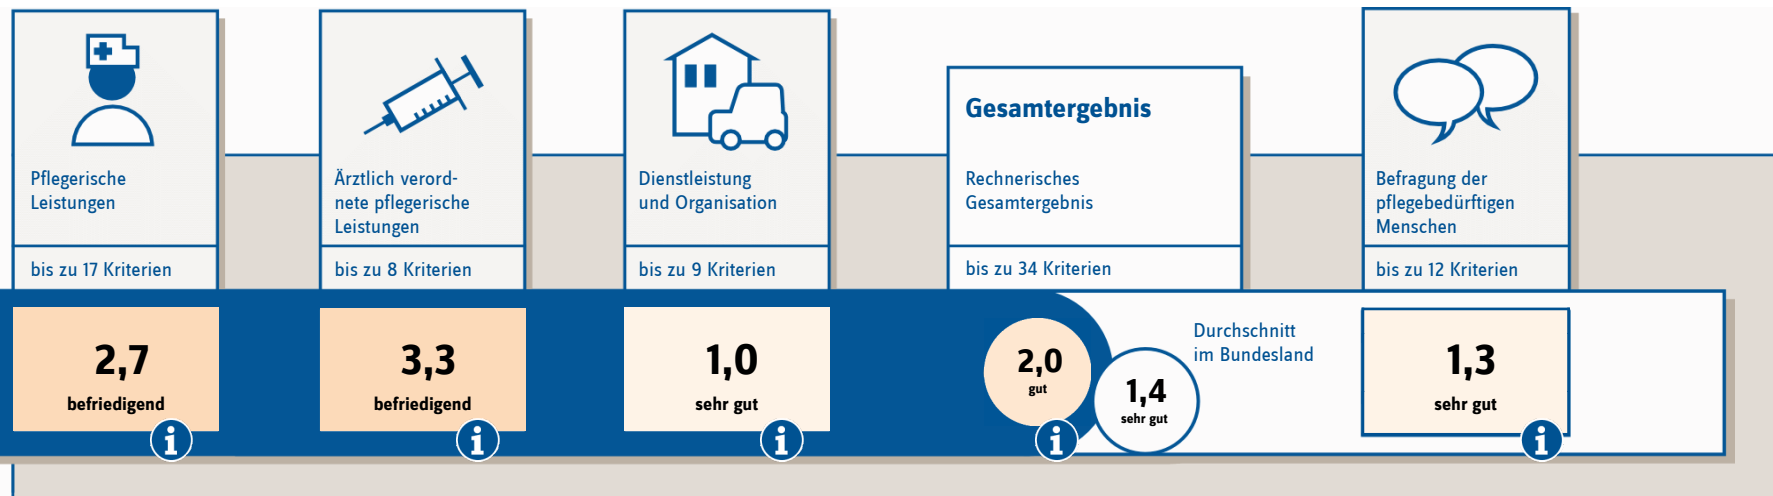 Pflegerische
Leistungen
bis zu 17 Kriterien
2,7
befriedigend
i
Ärztlich verord-
nete pflegerische
Leistungen
bis zu 8 Kriterien
3,3
befriedigend
i
Dienstleistung
und Organisation
bis zu 9 Kriterien
1,0
sehr gut
i
Gesamtergebnis
Rechnerisches
Gesamtergebnis
bis zu 34 Kriterien
2,0
gut
i
1,4
sehr gut
Durchschnitt
im Bundesland
Befragung der
pflegebedürftigen
Menschen
bis zu 12 Kriterien
1,3
sehr gut
i